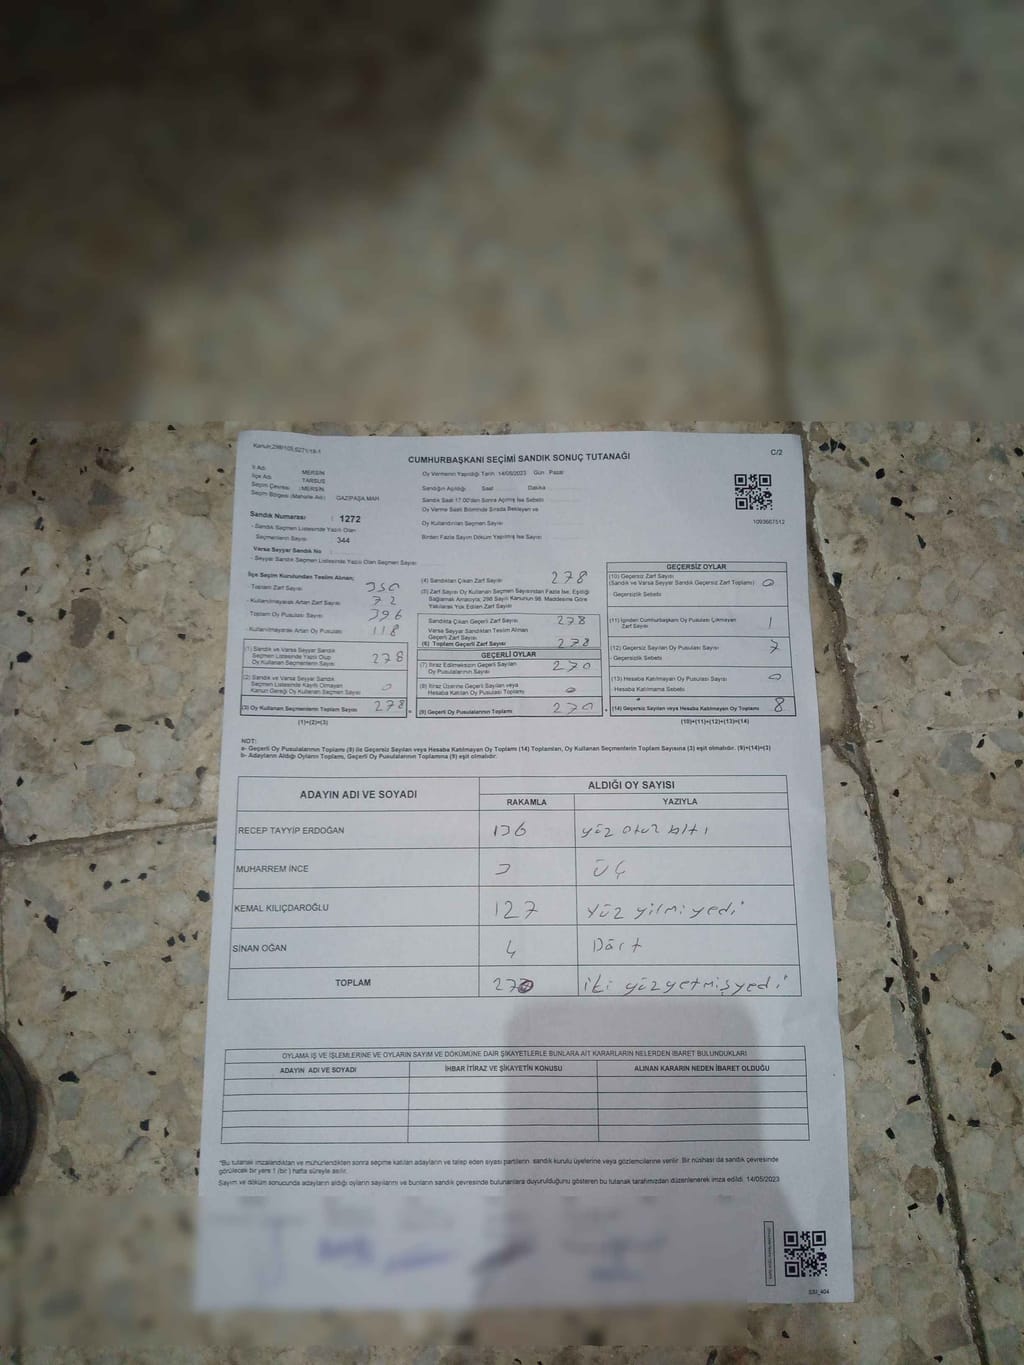 Kanun;298/105,6271/19-1
CUMHURBAŞKANI SEÇİMİ SANDIK SONUÇ TUTANAĞI
C/2
İl Adı : MERSİN
İlçe Adı : TARSUS
Seçim Çevresi : MERSİN
Seçim Bölgesi (Mahalle Adı) GAZİPAŞA MAH
Sandık Numarası : 1272
- Sandık Seçmen Listesinde Yazılı Olan
Seçmenlerin Sayısı 344
Varsa Seyyar Sandık No
- Seyyar Sandık Seçmen Listesinde Yazılı Olan Seçmen Sayısı
Oy Vermenin Yapıldığı Tarih 14/05/2023 Gün Pazar
Sandığın Açıldığı Saat Dakika
Sandık Saat 17:00'den Sonra Açılmış İse Sebebi
Oy Verme Saati Bitiminde Sırada Bekleyen ve
Oy Kullandırılan Seçmen Sayısı
Birden Fazla Sayım Döküm Yapılmış İse Sayısı
1093667512
İlçe Seçim Kurulundan Teslim Alınan;
- Toplam Zarf Sayısı 350
- Kullanılmayarak Artan Zarf Sayısı 72
- Toplam Oy Pusulası Sayısı 396
- Kullanılmayarak Artan Oy Pusulası 118
(1) Sandık ve Varsa Seyyar Sandık
Seçmen Listesinde Yazılı Olup
Oy Kullanan Seçmenlerin Sayısı 278
(2) Sandık ve Varsa Seyyar Sandık
Seçmen Listesinde Kayıtlı Olmayan
Kanun Gereği Oy Kullanan Seçmen Sayısı 0
(3) Oy Kullanan Seçmenlerin Toplam Sayısı 278
(1)+(2)=(3)
(4) Sandıktan Çıkan Zarf Sayısı 278
(5) Zarf Sayısı Oy Kullanan Seçmen Sayısından Fazla İse, Eşitliği
Sağlamak Amacıyla; 298 Sayılı Kanunun 98. Maddesine Göre
Yakılarak Yok Edilen Zarf Sayısı
Sandıkta Çıkan Geçerli Zarf Sayısı 278
Varsa Seyyar Sandıktan Teslim Alınan
Geçerli Zarf Sayısı
(6) Toplam Geçerli Zarf Sayısı 278
GEÇERLİ OYLAR
(7) İtiraz Edilmeksizin Geçerli Sayılan
Oy Pusulalarının Sayısı 270
(8) İtiraz Üzerine Geçerli Sayılan veya
Hesaba Katılan Oy Pusulası Toplamı 0
= (9) Geçerli Oy Pusulalarının Toplamı 270
GEÇERSİZ OYLAR
(10) Geçersiz Zarf Sayısı
(Sandık ve Varsa Seyyar Sandık Geçersiz Zarf Toplamı) 0
- Geçersizlik Sebebi
(11) İçinden Cumhurbaşkanı Oy Pusulası Çıkmayan
Zarf Sayısı 1
(12) Geçersiz Sayılan Oy Pusulası Sayısı 7
- Geçersizlik Sebebi
(13) Hesaba Katılmayan Oy Pusulası Sayısı 0
Hesaba Katılmama Sebebi
+ (14) Geçersiz Sayılan veya Hesaba Katılmayan Oy Toplamı 8
(10)+(11)+(12)+(13)=(14)
NOT:
a- Geçerli Oy Pusulalarının Toplamı (9) ile Geçersiz Sayılan veya Hesaba Katılmayan Oy Toplamı (14) Toplamları, Oy Kullanan Seçmenlerin Toplam Sayısına (3) eşit olmalıdır. (9)+(14)=(3)
b- Adayların Aldığı Oyların Toplamı, Geçerli Oy Pusulalarının Toplamına (9) eşit olmalıdır.
ADAYIN ADI VE SOYADI
ALDIĞI OY SAYISI
RAKAMLA YAZIYLA
RECEP TAYYİP ERDOĞAN 136 yüz otuz altı
MUHARREM İNCE 3 üç
KEMAL KILIÇDAROĞLU 127 yüz yilmi yedi
SİNAN OĞAN 4 Dört
TOPLAM 270 iki yüz yetmiş yedi
OYLAMA İŞ VE İŞLEMLERİNE VE OYLARIN SAYIM VE DÖKÜMÜNE DAİR ŞİKAYETLERLE BUNLARA AİT KARARLARIN NELERDEN İBARET BULUNDUKLARI
ADAYIN ADI VE SOYADI İHBAR İTİRAZ VE ŞİKAYETİN KONUSU ALINAN KARARIN NEDEN İBARET OLDUĞU
"Bu tutanak imzalandıktan ve mühürlendikten sonra seçime katılan adayların ve talep eden siyasi partilerin sandık kurulu üyelerine veya gözlemcilerine verilir. Bir nüshası da sandık çevresinde
görülecek bir yere 1 (bir) hafta süreyle asılır.
Sayım ve döküm sonucunda adayların aldığı oyların sayılarını ve bunların sandık çevresinde bulunanlara duyurulduğunu gösteren bu tutanak tarafımızdan düzenlenerek imza edildi. 14/05/2023